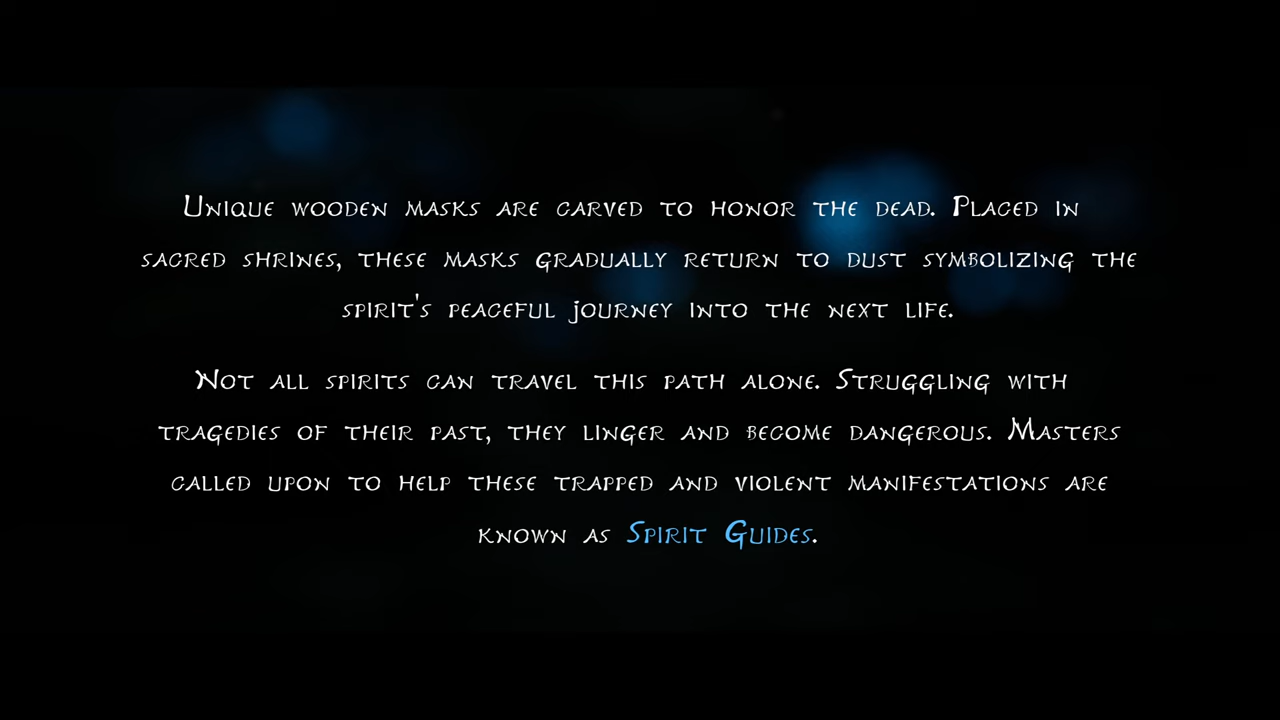 Unique wooden masks are carved to honor the dead. Placed in
sacred shrines, these masks gradually return to dust symbolizing the
spirit's peaceful journey into the next life.
Not all spirits can travel this path alone. Struggling with
tragedies of their past, they linger and become dangerous. Masters
called upon to help these trapped and violent manifestations are
known as Spirit Guides.